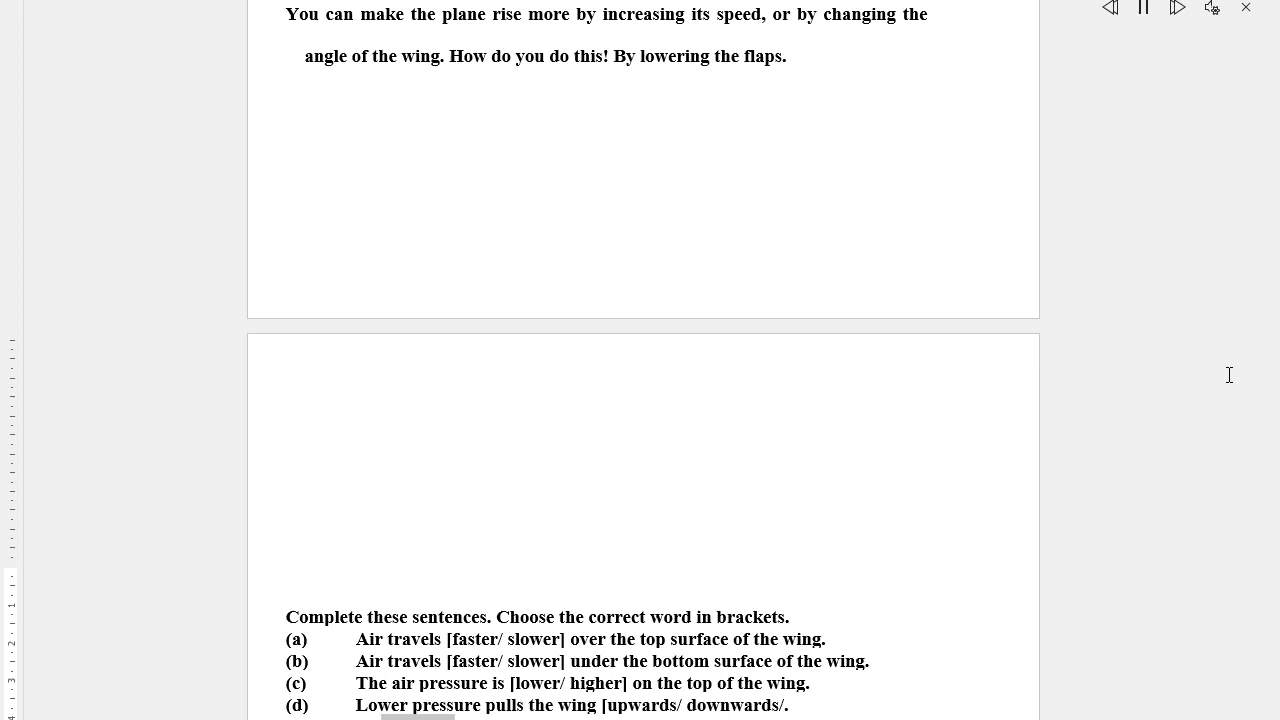 You can make the plane rise more by increasing its speed, or by changing the
angle of the wing. How do you do this! By lowering the flaps.
Complete these sentences. Choose the correct word in brackets.
(a) Air travels [faster/ slower] over the top surface of the wing.
(b) Air travels [faster/ slower] under the bottom surface of the wing.
(c) The air pressure is [lower/ higher] on the top of the wing.
(d) Lower pressure pulls the wing [upwards/ downwards/.